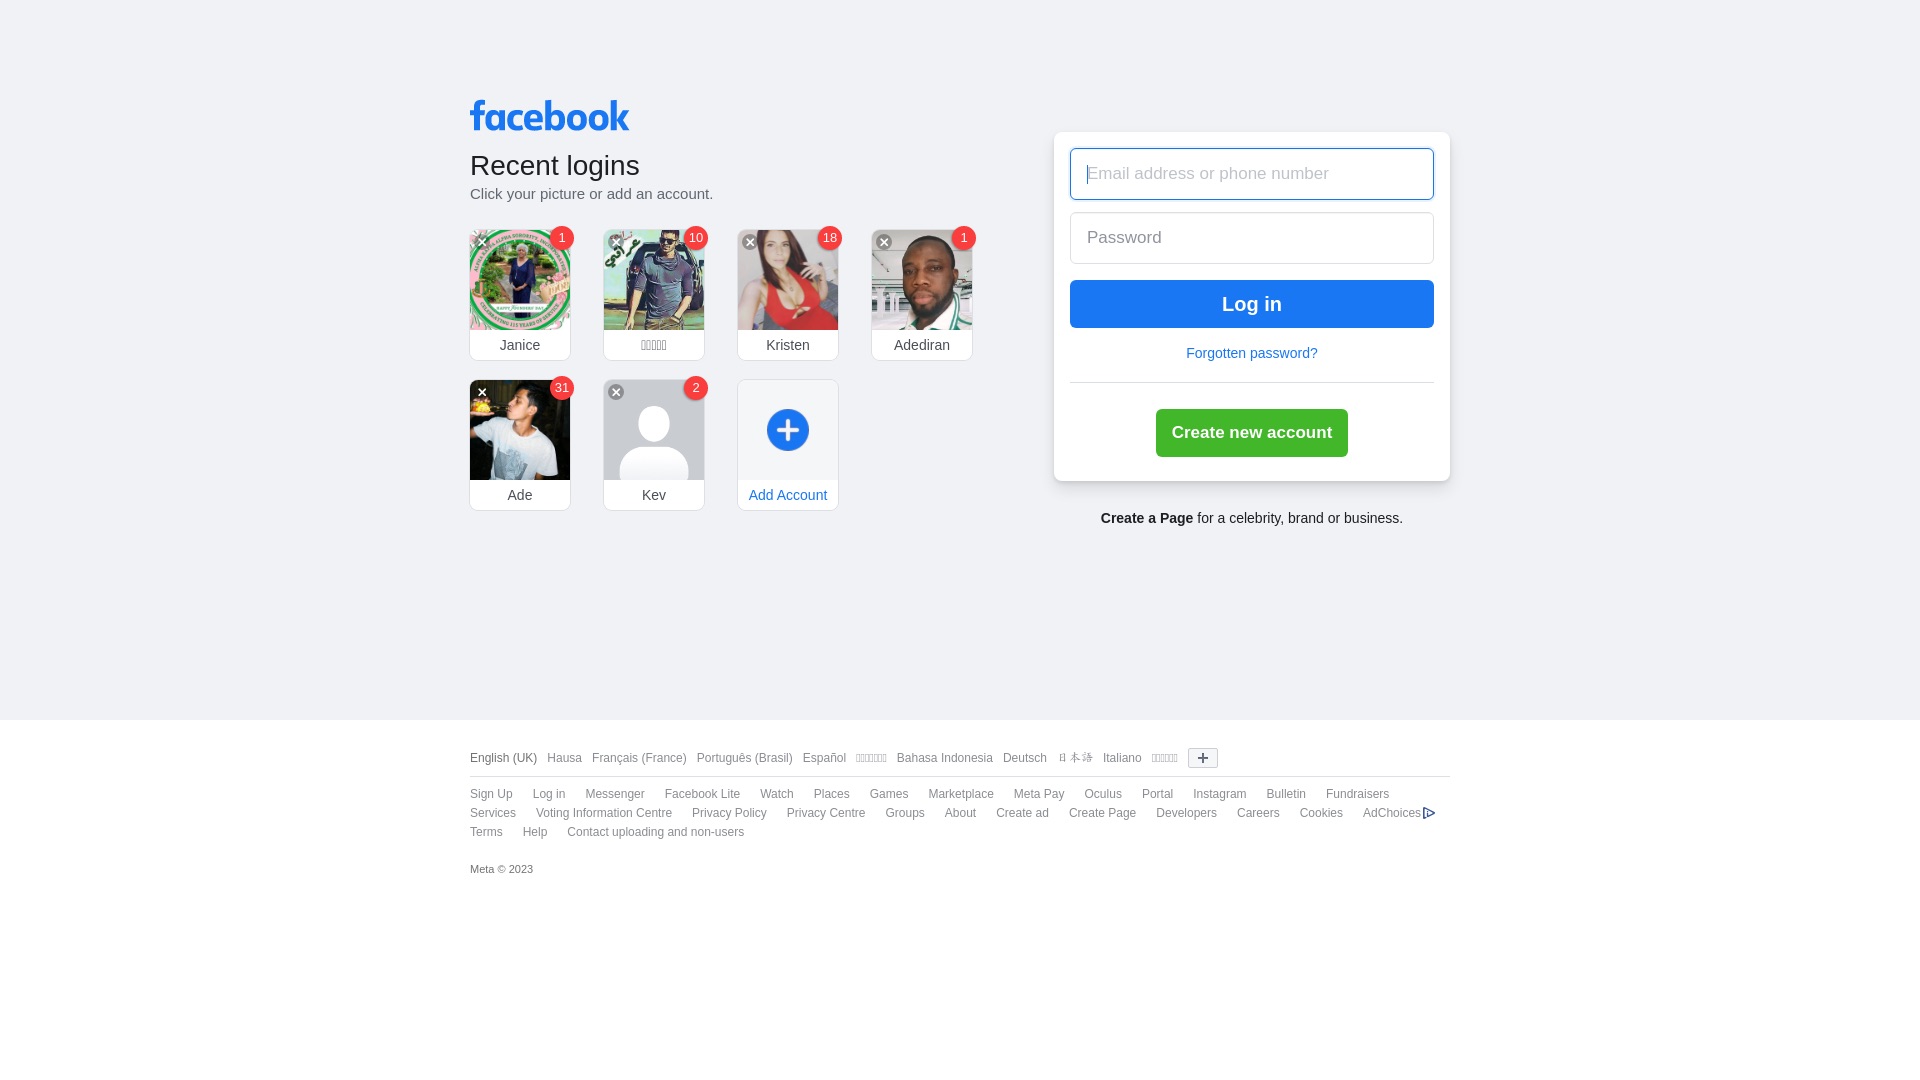 facebook
Recent logins
Click your picture or add an account.
1
10
18
1
Janice
Kristen
Adediran
31
2
Ade
Kev
Add Account
Email address or phone number
Password
Log in
Forgotten password?
Create new account
Create a Page for a celebrity, brand or business.
English (UK) Hausa Français (France) Português (Brasil) Español Bahasa Indonesia Deutsch 日本語 Italiano
Sign Up Log in Messenger Facebook Lite Watch Places Games Marketplace Meta Pay Oculus Portal Instagram Bulletin Fundraisers
Services Voting Information Centre Privacy Policy Privacy Centre Groups About Create ad Create Page Developers Careers Cookies AdChoices
Terms Help Contact uploading and non-users
Meta © 2023